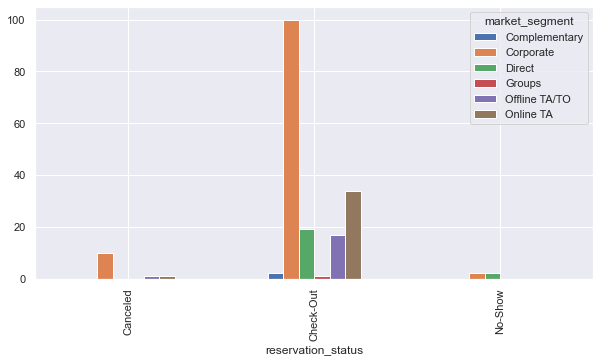 market_segment
Complementary
Corporate
Direct
Groups
Offline TA/TO
Online TA
100
80
60
40
20
0
Canceled
Check-Out
No-Show
reservation_status